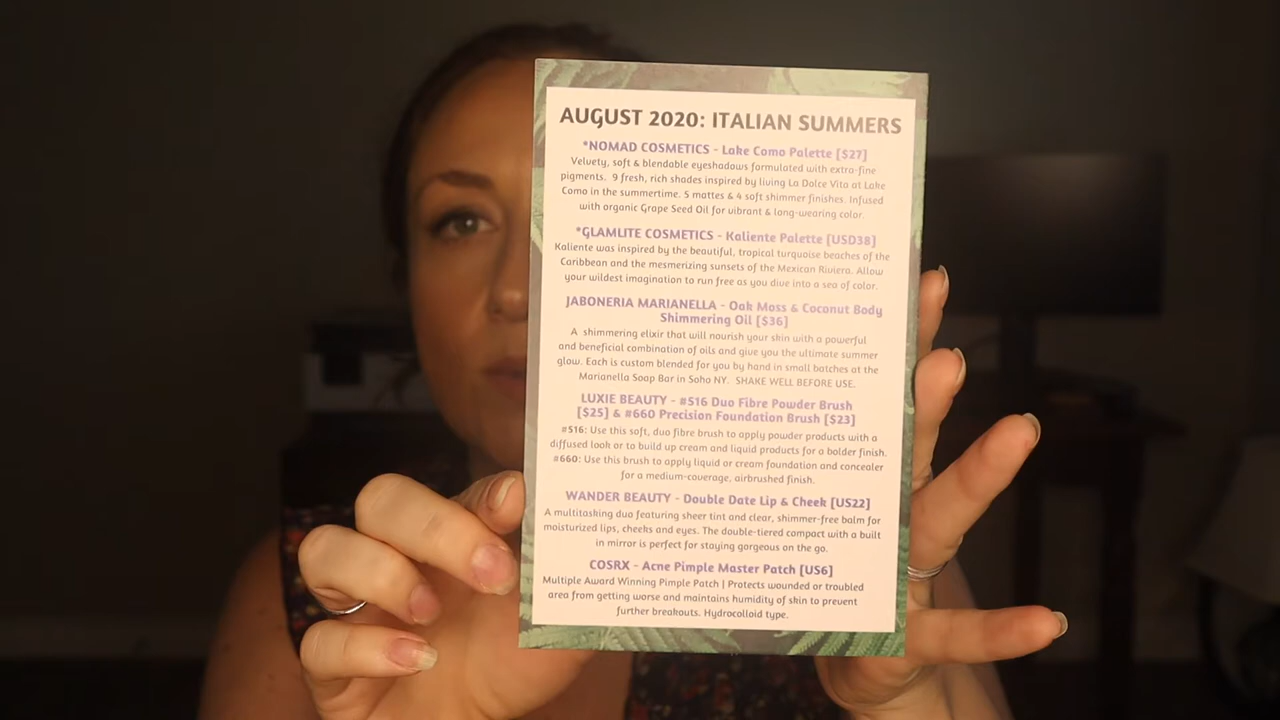 AUGUST 2020: ITALIAN SUMMERS
*NOMAD COSMETICS - Lake Como Palette [$27]
Velvety, soft & blendable eyeshadows formulated with extra-fine
pigments. 9 fresh, rich shades inspired by living La Dolce Vita at Lake
Como in the summertime. 5 mattes & 4 soft shimmer finishes. Infused
with organic Grape Seed Oil for vibrant & long-wearing color.
*GLAMLITE COSMETICS - Kaliente Palette [USD38]
Kaliente was inspired by the beautiful, tropical turquoise beaches of the
Caribbean and the mesmerizing sunsets of the Mexican Riviera. Allow
your wildest imagination to run free as you dive into a sea of color.
JABONERIA MARIANELLA - Oak Moss & Coconut Body
Shimmering Oil [$36]
A shimmering elixir that will nourish your skin with a powerful
and beneficial combination of oils and give you the ultimate summer
glow. Each is custom blended for you by hand in small batches at the
Marianella Soap Bar in Soho NY. SHAKE WELL BEFORE USE.
LUXIE BEAUTY - #516 Duo Fibre Powder Brush
[$25] & #660 Precision Foundation Brush [$23]
#516: Use this soft, duo fibre brush to apply powder products with a
diffused look or to build up cream and liquid products for a bolder finish.
#660: Use this brush to apply liquid or cream foundation and concealer
for a medium-coverage, airbrushed finish.
WANDER BEAUTY - Double Date Lip & Cheek [US22]
A multitasking duo featuring sheer tint and clear, shimmer-free balm for
moisturized lips, cheeks and eyes. The double-tiered compact with a built
in mirror is perfect for staying gorgeous on the go.
COSRX - Acne Pimple Master Patch [US6]
Multiple Award Winning Pimple Patch | Protects wounded or troubled
area from getting worse and maintains humidity of skin to prevent
further breakouts. Hydrocolloid type.